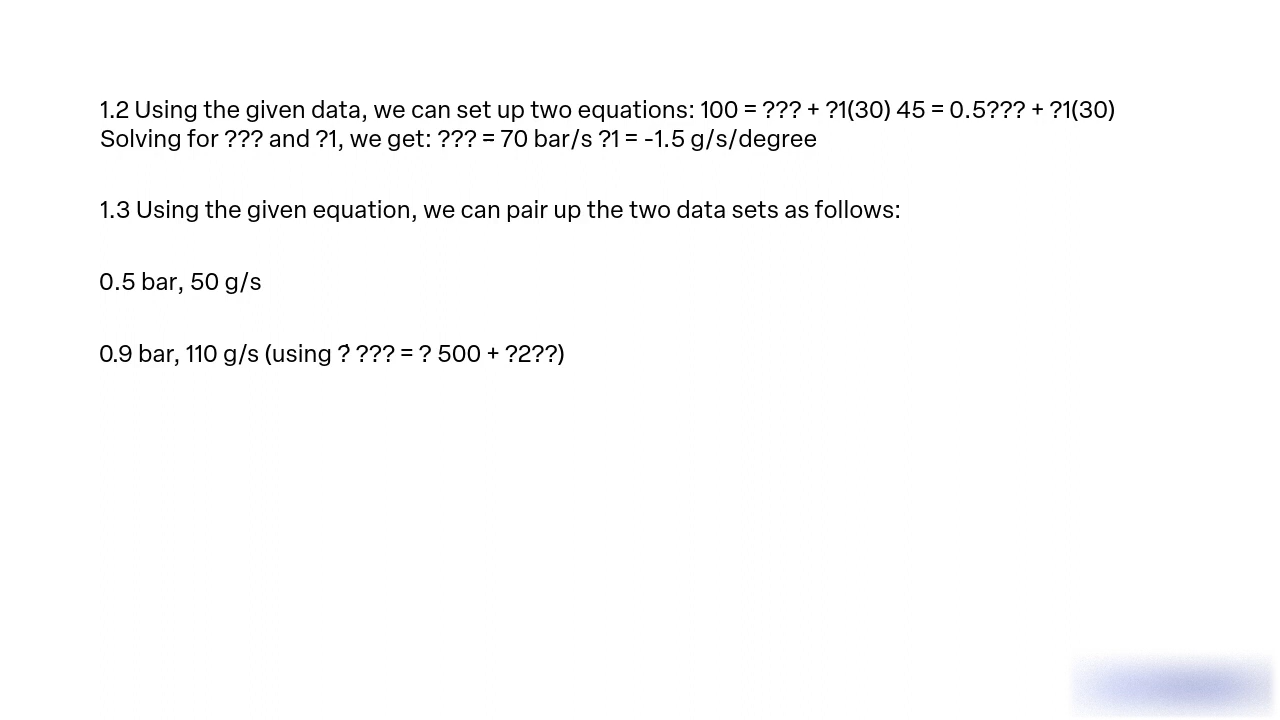 1.2 Using the given data, we can set up two equations: 100 = ??? + ?1(30) 45 = 0.5??? + ?1(30)
Solving for ??? and ?1, we get: ??? = 70 bar/s ?1 = -1.5 g/s/degree
1.3 Using the given equation, we can pair up the two data sets as follows:
0.5 bar, 50 g/s
0.9 bar, 110 g/s (using ?̇ ??? = ? 500 + ?2??)